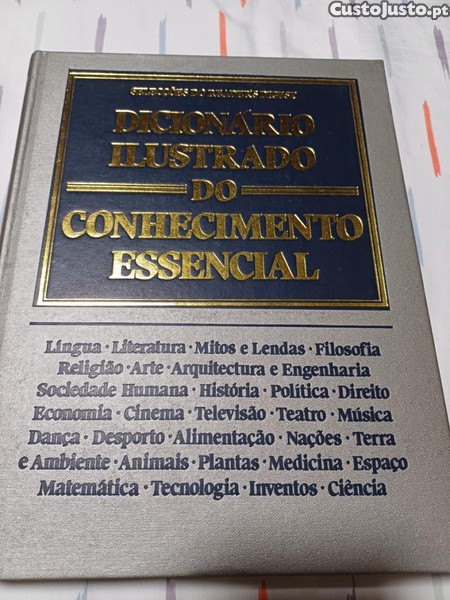 CustoJusto.pt
SELECÇÕES DO READER'S DIGEST
DICIONÁRIO
ILUSTRADO
DO
CONHECIMENTO
ESSENCIAL
Língua · Literatura · Mitos e Lendas · Filosofia
Religião · Arte · Arquitectura e Engenharia
Sociedade Humana · História · Política · Direito
Economia · Cinema · Televisão · Teatro · Música
Dança · Desporto · Alimentação · Nações · Terra
e Ambiente · Animais · Plantas · Medicina · Espaço
Matemática · Tecnologia · Inventos · Ciência